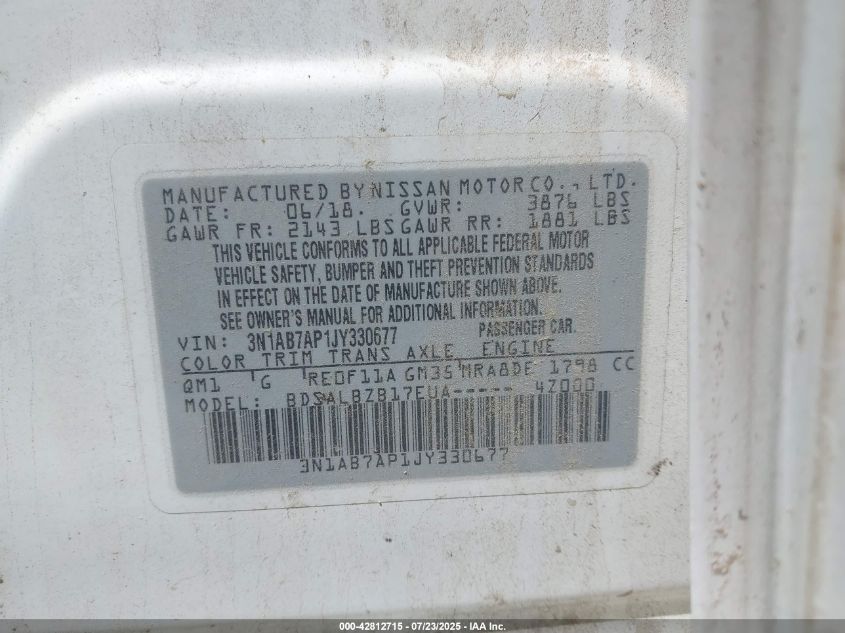 MANUFACTURED BY NISSAN MOTOR CO., LTD.
DATE: 06/18. GVWR: 3876 LBS
GAWR FR: 2143 LBS GAWR RR: 1881 LBS
THIS VEHICLE CONFORMS TO ALL APPLICABLE FEDERAL MOTOR
VEHICLE SAFETY, BUMPER AND THEFT PREVENTION STANDARDS
IN EFFECT ON THE DATE OF MANUFACTURE SHOWN ABOVE.
SEE OWNER'S MANUAL FOR ADDITIONAL INFORMATION.
VIN: 3N1AB7AP1JY330677 PASSENGER CAR.
COLOR TRIM TRANS AXLE ENGINE
QM1 G RE0F11A GM35 MRA8DE 1798 CC
MODEL: BDSALBZB17EUA----- 4Z000
3N1AB7AP1JY330677
000-42812715 - 07/23/2025 - IAA Inc.